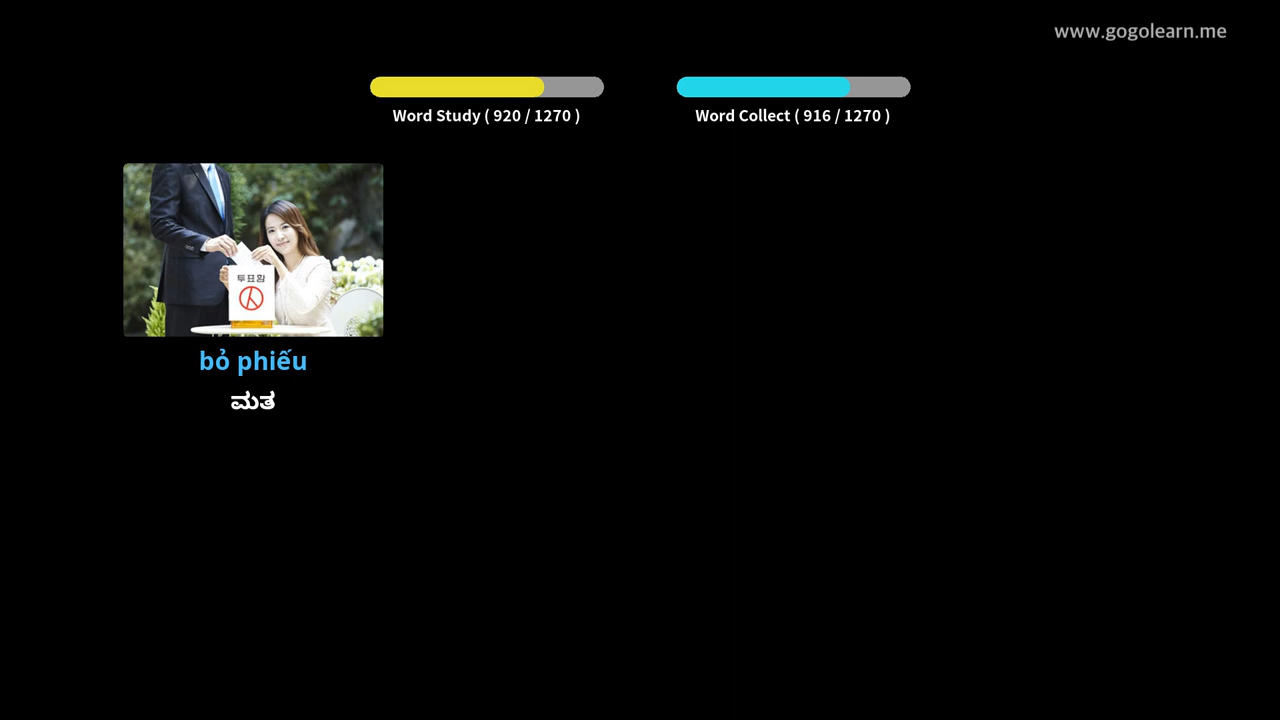 www.gogolearn.me
Word Study ( 920 / 1270 )
Word Collect ( 916 / 1270 )
투표함
bỏ phiếu
ಮತ